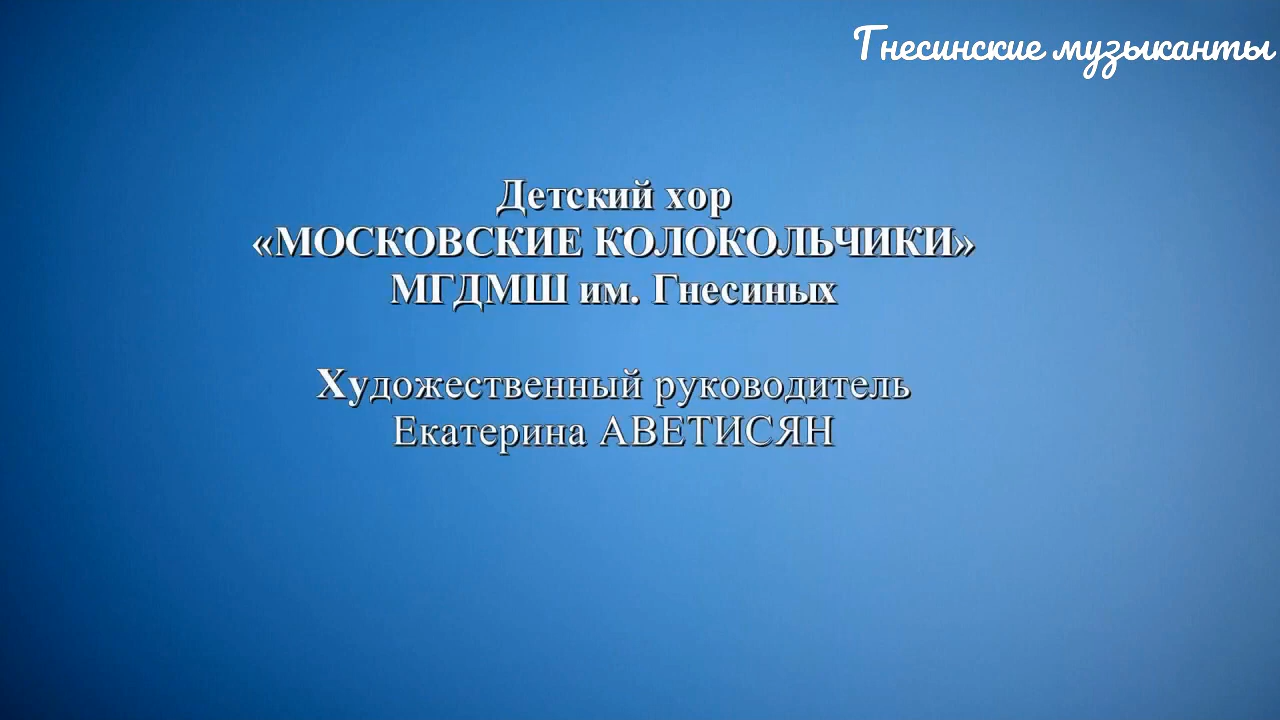 Гнесинские музыканты
Детский хор
«МОСКОВСКИЕ КОЛОКОЛЬЧИКИ»
МГДМШ им. Гнесиных
Художественный руководитель
Екатерина АВЕТИСЯН